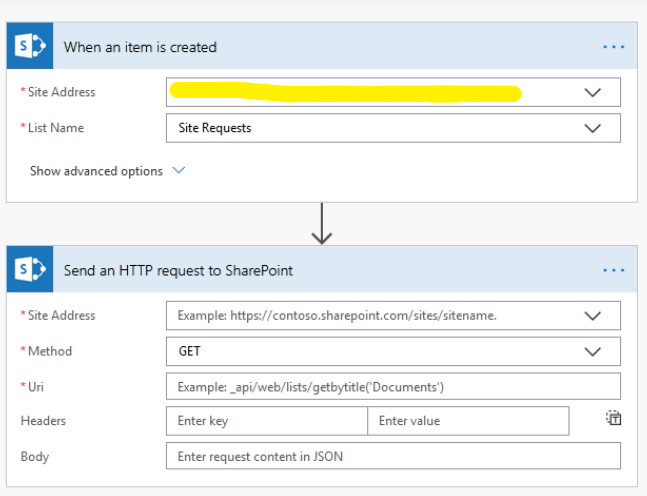 S When an item is created ...
* Site Address
* List Name Site Requests
Show advanced options
S Send an HTTP request to SharePoint ...
* Site Address Example: https://contoso.sharepoint.com/sites/sitename.
* Method GET
* Uri Example: _api/web/lists/getbytitle('Documents')
Headers Enter key Enter value T
Body Enter request content in JSON